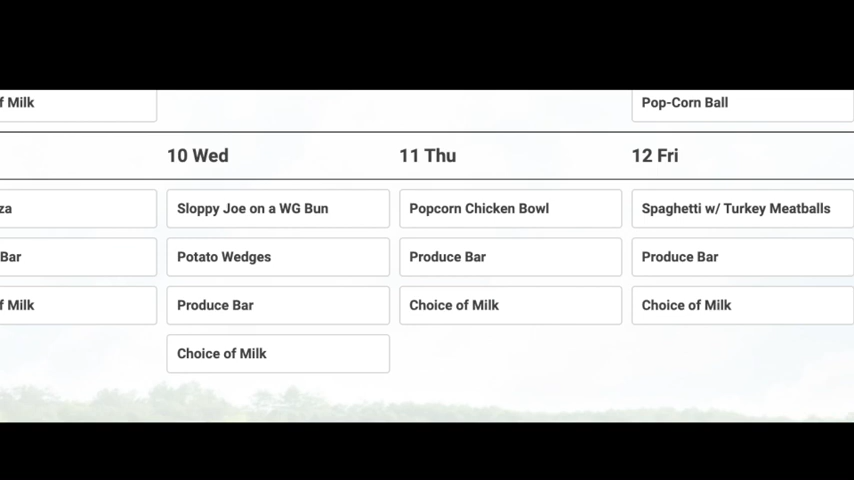 f Milk
Pop-Corn Ball
10 Wed
11 Thu
12 Fri
za
Sloppy Joe on a WG Bun
Popcorn Chicken Bowl
Spaghetti w/ Turkey Meatballs
Bar
Potato Wedges
Produce Bar
Produce Bar
f Milk
Produce Bar
Choice of Milk
Choice of Milk
Choice of Milk